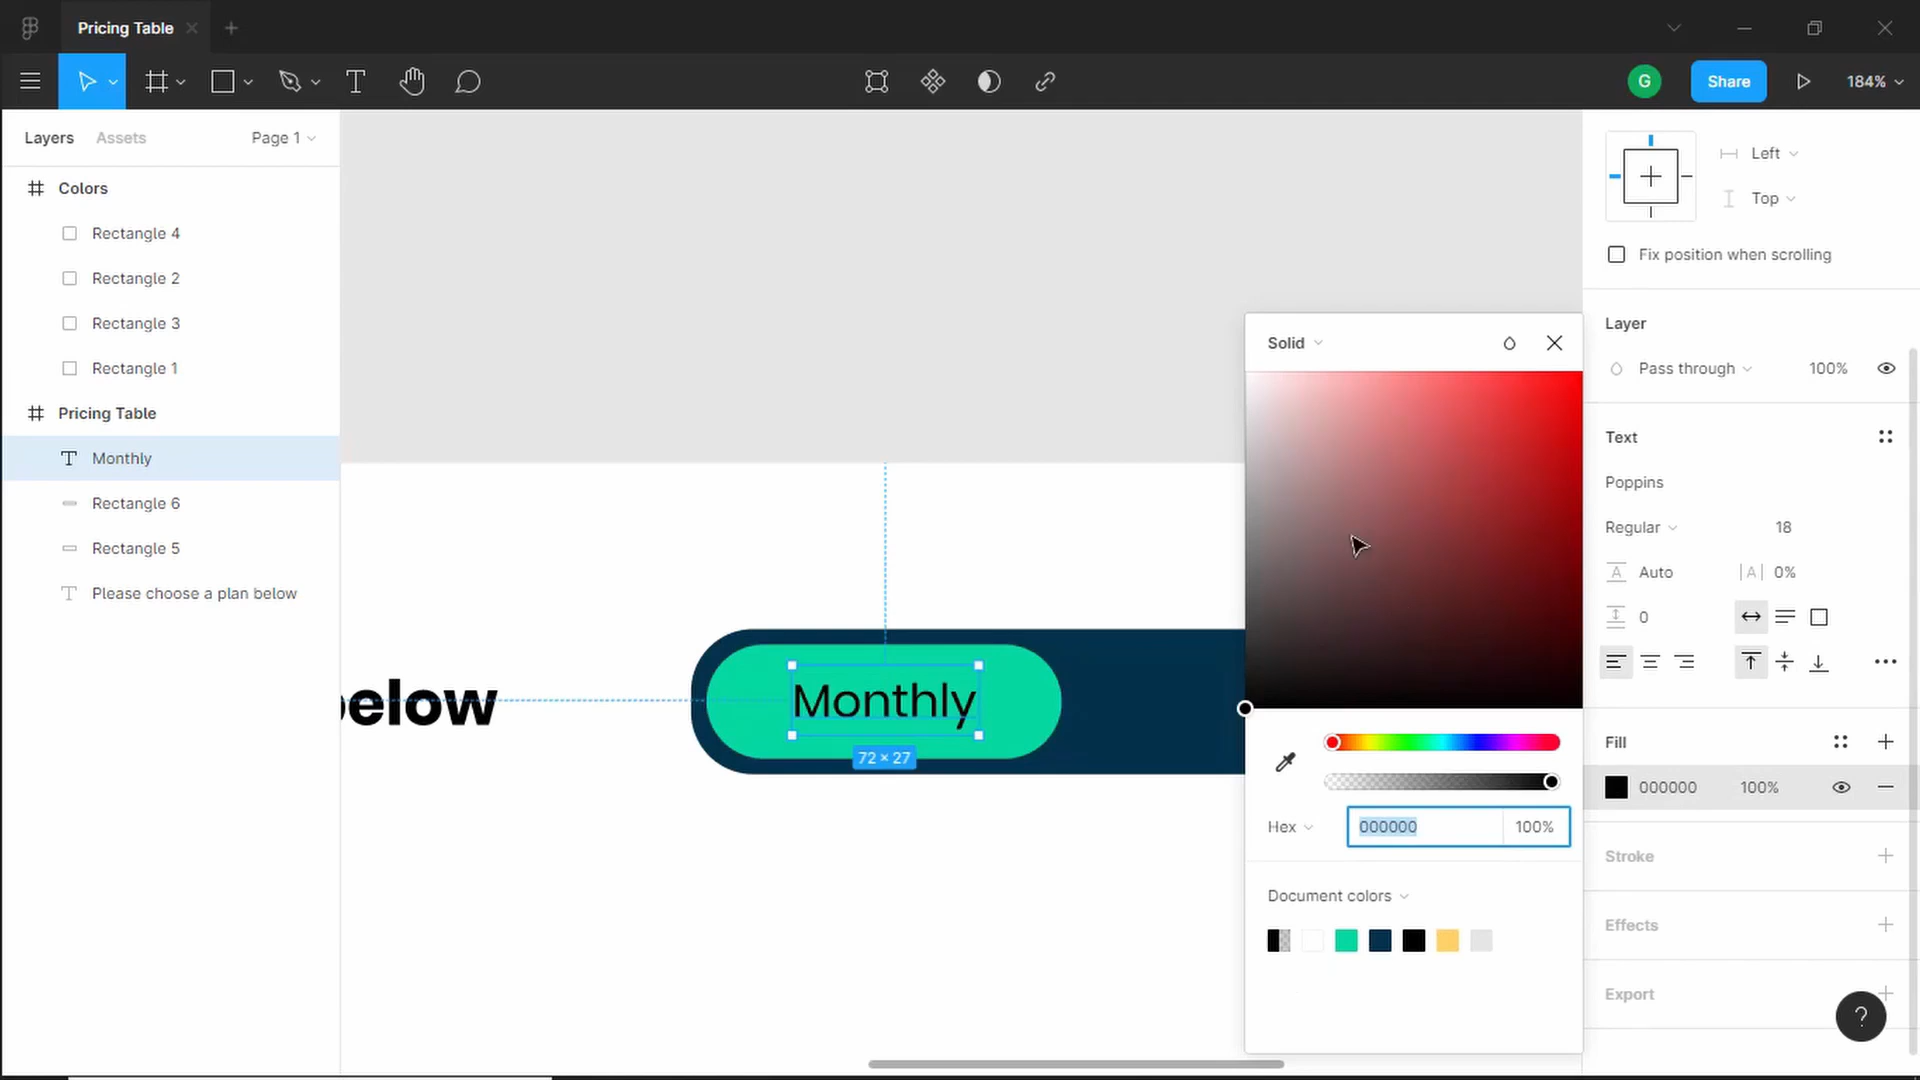 Pricing Table
G
Share
184%
Layers
Assets
Page 1
Colors
Rectangle 4
Rectangle 2
Rectangle 3
Rectangle 1
Pricing Table
Monthly
Rectangle 6
Rectangle 5
Please choose a plan below
below
Monthly
72 × 27
Solid
Hex
000000
100%
Document colors
Left
Top
Fix position when scrolling
Layer
Pass through
100%
Text
Poppins
Regular
18
Auto
0%
0
Fill
000000
100%
Stroke
Effects
Export
?